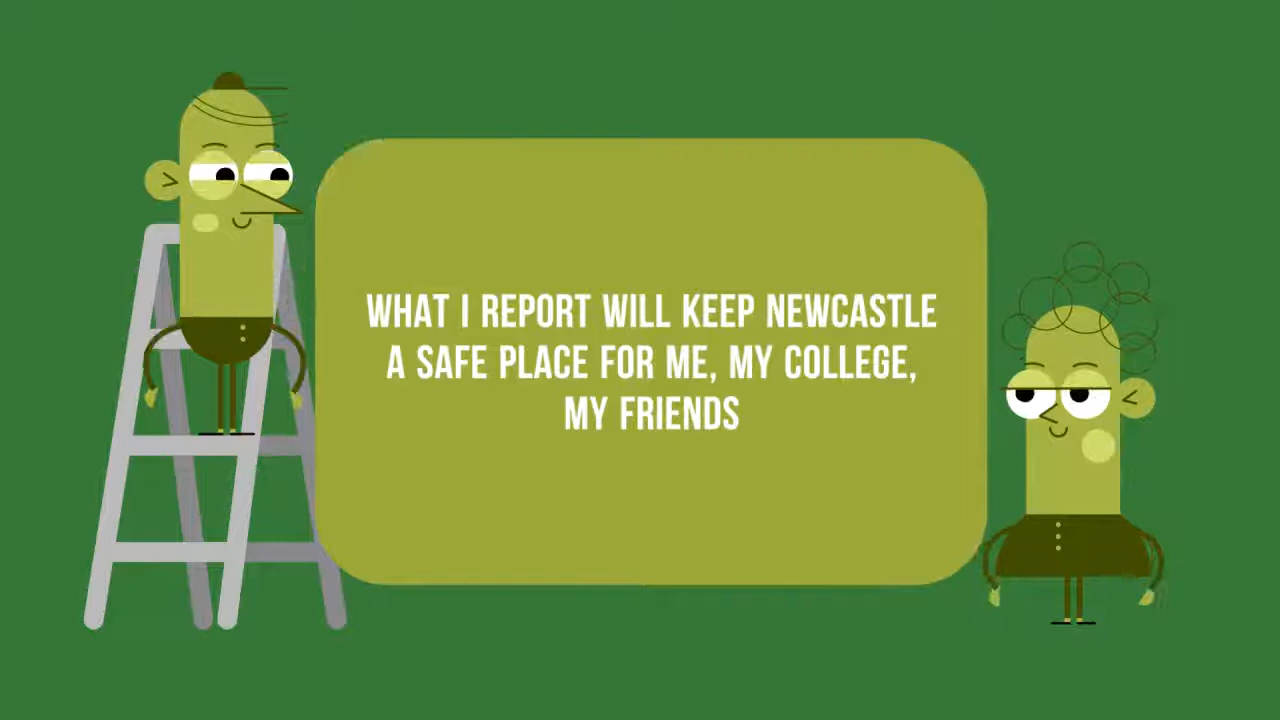 WHAT I REPORT WILL KEEP NEWCASTLE
A SAFE PLACE FOR ME, MY COLLEGE,
MY FRIENDS